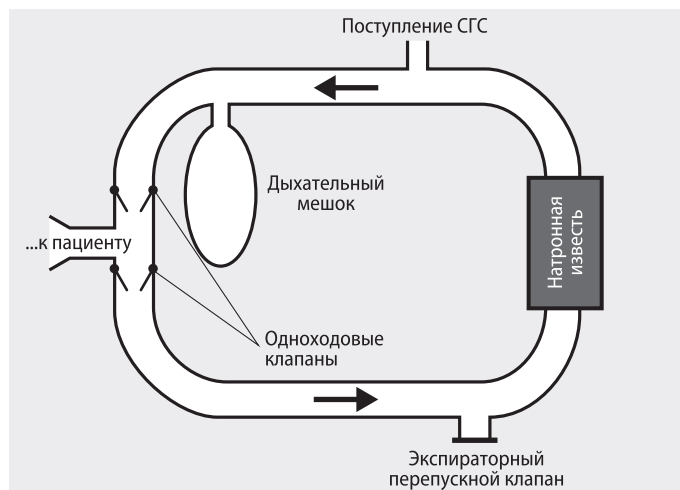 Поступление СГС
Дыхательный
мешок
...к пациенту
Натронная
известь
Одноходовые
клапаны
Экспираторный
перепускной клапан